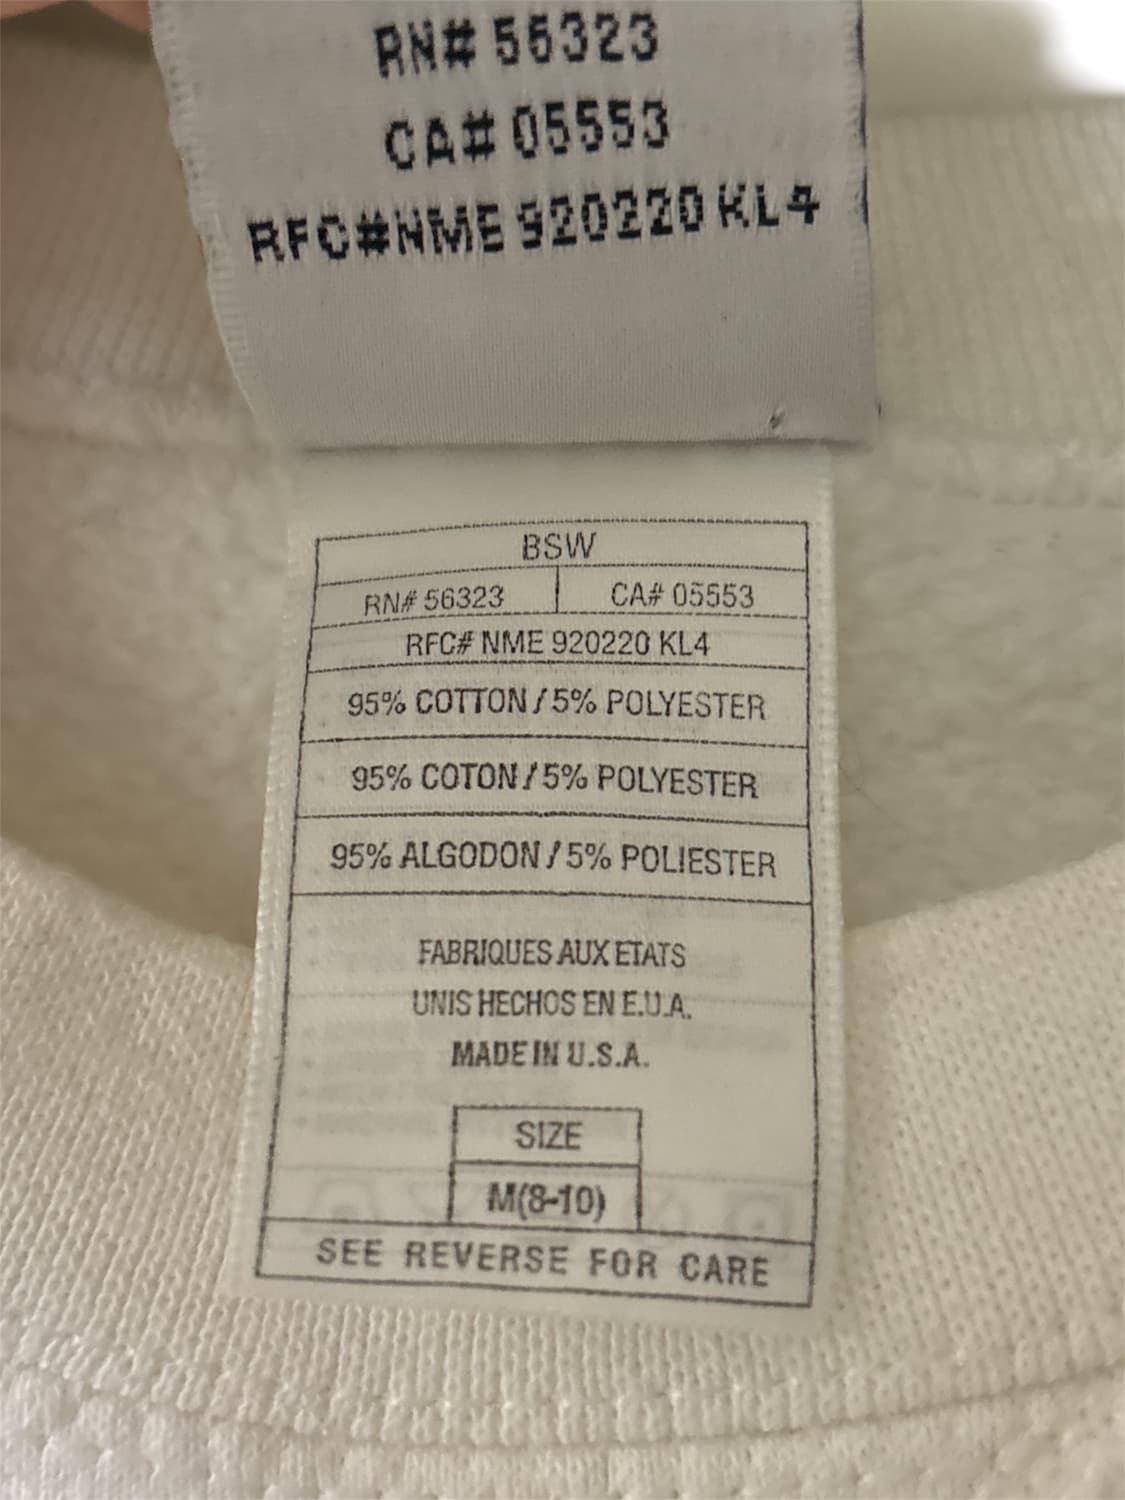 RN# 56323
CA# 05553
RFC#NME 920220 KL4
BSW
RN# 56323 CA# 05553
RFC# NME 920220 KL4
95% COTTON / 5% POLYESTER
95% COTON / 5% POLYESTER
95% ALGODON / 5% POLIESTER
FABRIQUES AUX ETATS
UNIS HECHOS EN E.U.A.
MADE IN U.S.A.
SIZE
M(8-10)
SEE REVERSE FOR CARE